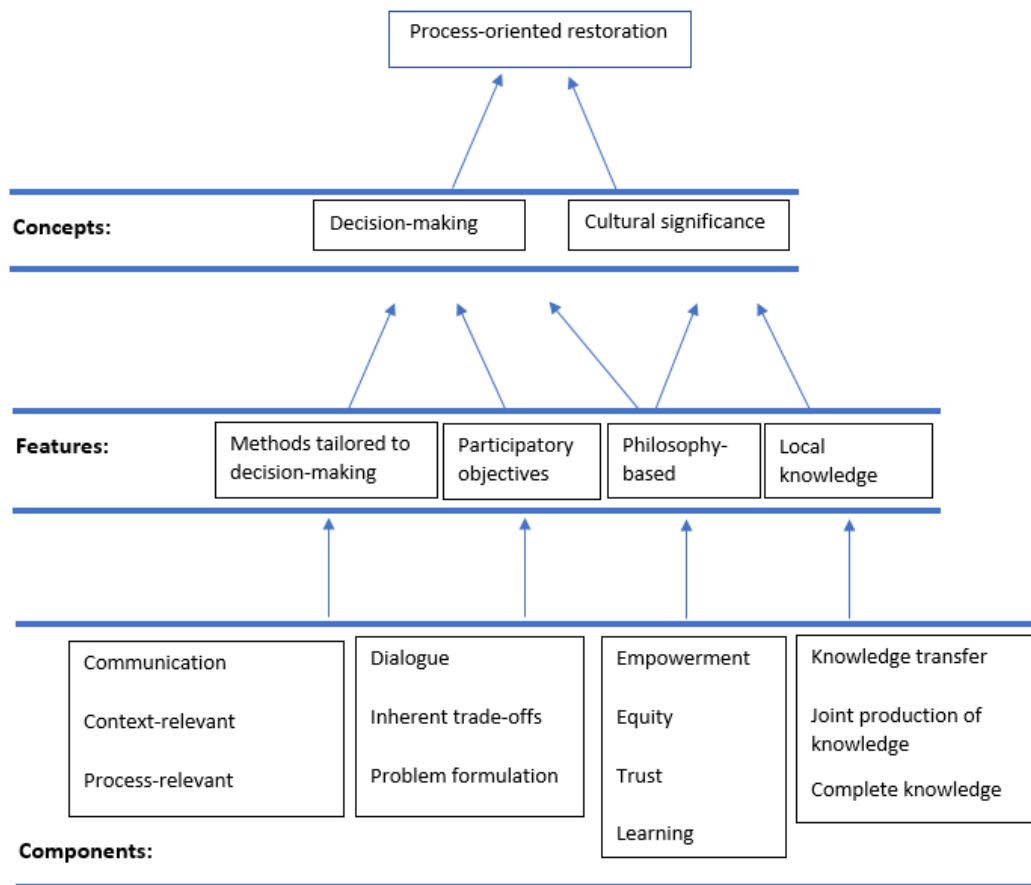 Process-oriented restoration
Concepts:
Decision-making
Cultural significance
Features:
Methods tailored to
decision-making
Participatory
objectives
Philosophy-
based
Local
knowledge
Communication
Context-relevant
Process-relevant
Dialogue
Inherent trade-offs
Problem formulation
Empowerment
Equity
Trust
Learning
Knowledge transfer
Joint production of
knowledge
Complete knowledge
Components: